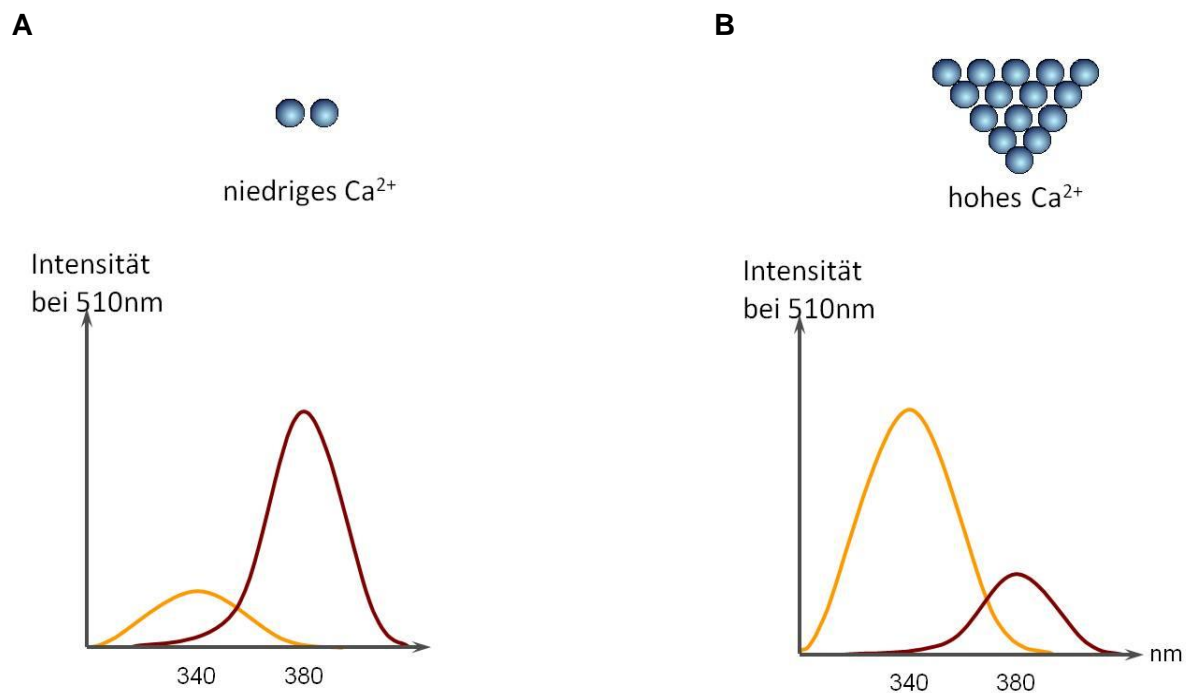 A
niedriges Ca²⁺
Intensität
bei 510nm
340 380
B
hohes Ca²⁺
Intensität
bei 510nm
nm
340 380